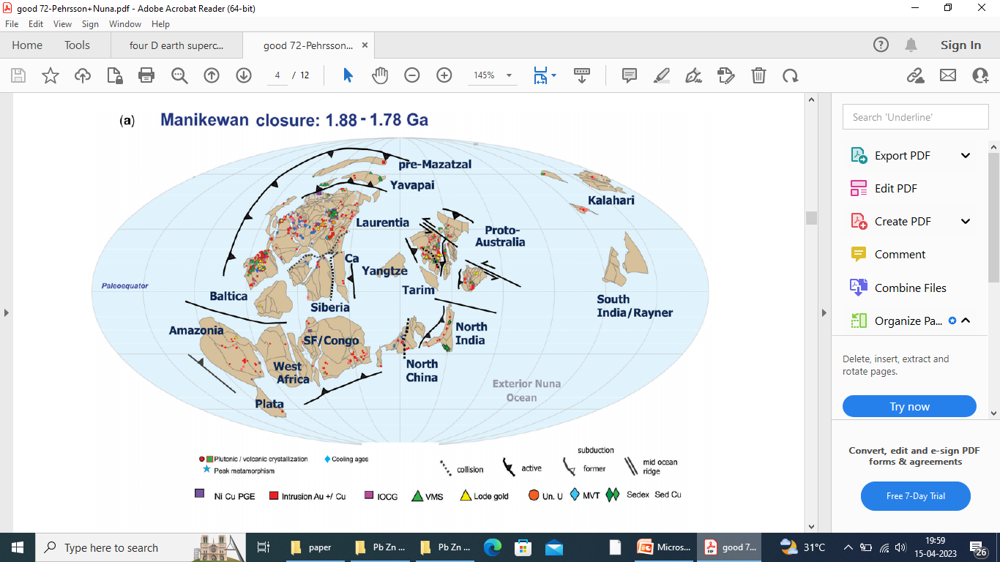 good 72-Pehrsson+Nuna.pdf - Adobe Acrobat Reader (64-bit)
File Edit View Sign Window Help
Home Tools four D earth superc... good 72-Pehrsson... × Sign In
4 / 12 145%
(a) Manikewan closure: 1.88 - 1.78 Ga
pre-Mazatzal
Yavapai
Kalahari
Laurentia
Proto-
Australia
Ca
Yangtze
Tarim
Paleoequator
Baltica
Siberia
South
India/Rayner
Amazonia
SF/Congo
North
India
West
Africa
North
China
Exterior Nuna
Ocean
Plata
Plutonic / volcanic crystallization
Cooling ages
Peak metamorphism
collision
subduction
active
former
mid ocean
ridge
Ni Cu PGE Intrusion Au +/ Cu IOCG VMS Lode gold Un. U MVT Sedex Sed Cu
Search 'Underline'
Export PDF
Edit PDF
Create PDF
Comment
Combine Files
Organize Pa...
Delete, insert, extract and
rotate pages.
Try now
Convert, edit and e-sign PDF
forms & agreements
Free 7-Day Trial
Type here to search
paper
Pb Zn ...
Pb Zn ...
Micros...
good 7...
31°C
19:59
15-04-2023
26